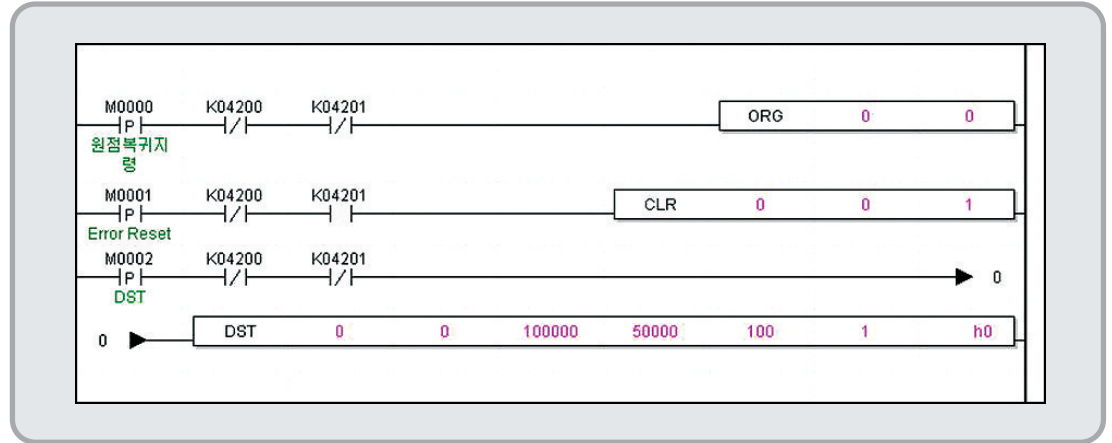 M0000 K04200 K04201
P / / ORG 0 0
원점복귀지
령
M0001 K04200 K04201
P / CLR 0 0 1
Error Reset
M0002 K04200 K04201
P / / 0
DST
0 DST 0 0 100000 50000 100 1 h0